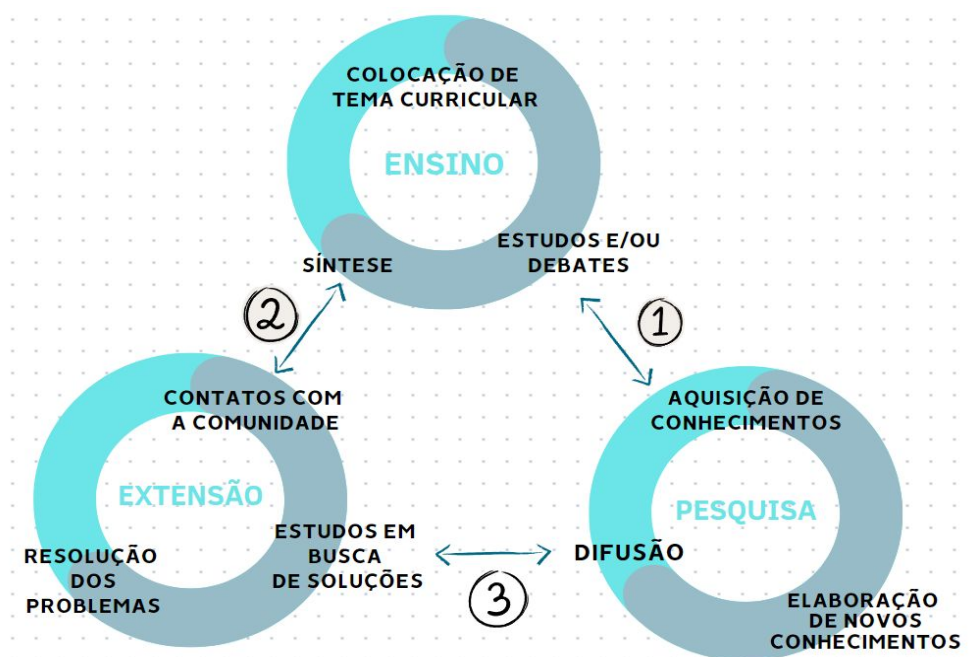 COLOCAÇÃO DE
TEMA CURRICULAR
ENSINO
SÍNTESE
ESTUDOS E/OU
DEBATES
2
1
CONTATOS COM
A COMUNIDADE
EXTENSÃO
RESOLUÇÃO
DOS
PROBLEMAS
ESTUDOS EM
BUSCA
DE SOLUÇÕES
3
AQUISIÇÃO DE
CONHECIMENTOS
PESQUISA
DIFUSÃO
ELABORAÇÃO
DE NOVOS
CONHECIMENTOS